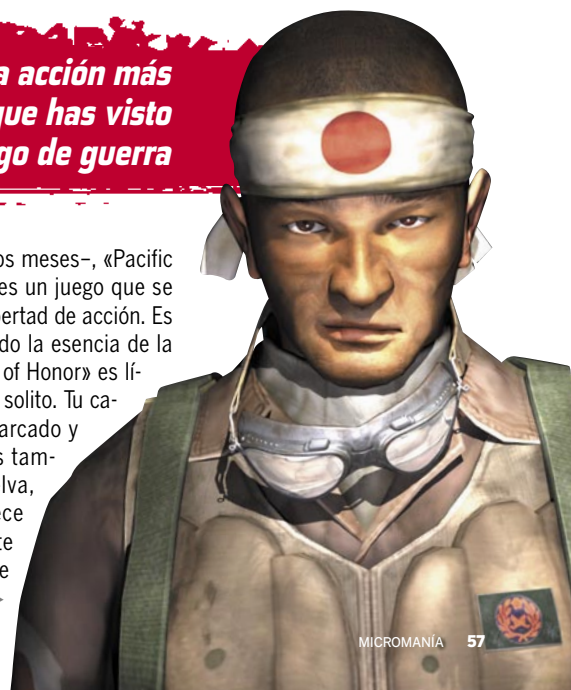 a acción más
que has visto
go de guerra
os meses–, «Pacific
es un juego que se
bertad de acción. Es
do la esencia de la
of Honor» es lí-
solito. Tu ca-
arcado y
s tam-
lva,
ece
te
e
MICROMANÍA 57